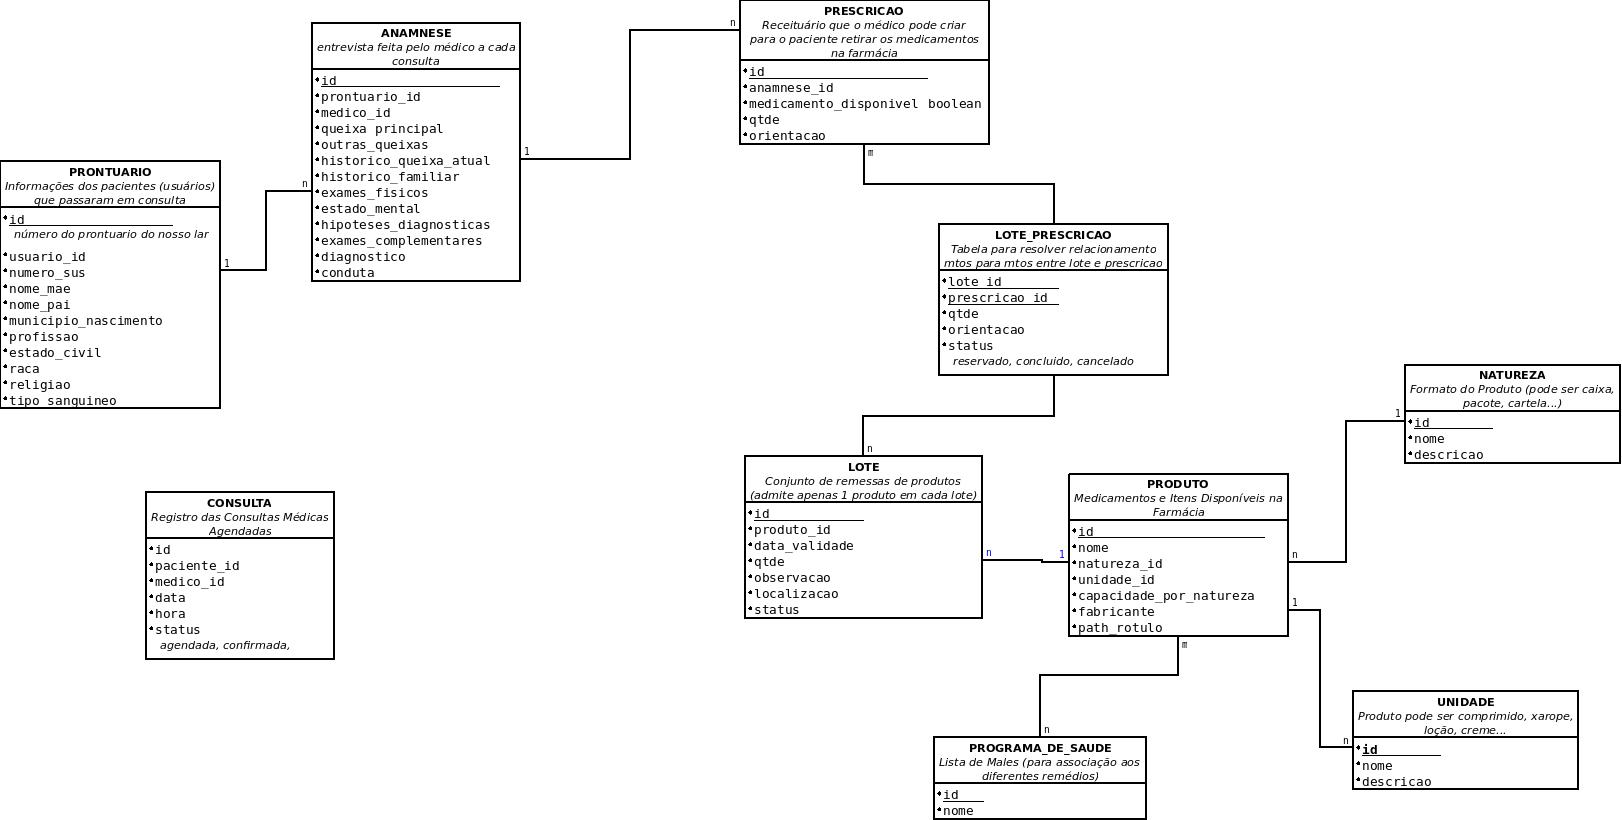 PRONTUARIO
Informações dos pacientes (usuários)
que passaram em consulta
id
número do prontuario do nosso lar
usuario_id
numero_sus
nome_mae
nome_pai
municipio_nascimento
profissao
estado_civil
raca
religiao
tipo sanguineo
1
n
ANAMNESE
entrevista feita pelo médico a cada
consulta
id
prontuario_id
medico_id
queixa principal
outras_queixas
historico_queixa_atual
historico_familiar
exames_fisicos
estado_mental
hipoteses_diagnosticas
exames_complementares
diagnostico
conduta
1
n
PRESCRICAO
Receituário que o médico pode criar
para o paciente retirar os medicamentos
na farmácia
id
anamnese_id
medicamento_disponivel boolean
qtde
orientacao
m
LOTE_PRESCRICAO
Tabela para resolver relacionamento
mtos para mtos entre lote e prescricao
lote_id
prescricao_id
qtde
orientacao
status
reservado, concluido, cancelado
n
LOTE
Conjunto de remessas de produtos
(admite apenas 1 produto em cada lote)
id
produto_id
data_validade
qtde
observacao
localizacao
status
n
1
PRODUTO
Medicamentos e Itens Disponíveis na
Farmácia
id
nome
natureza_id
unidade_id
capacidade_por_natureza
fabricante
path_rotulo
n
1
NATUREZA
Formato do Produto (pode ser caixa,
pacote, cartela...)
id
nome
descricao
1
n
UNIDADE
Produto pode ser comprimido, xarope,
loção, creme...
id
nome
descricao
m
n
PROGRAMA_DE_SAUDE
Lista de Males (para associação aos
diferentes remédios)
id
nome
CONSULTA
Registro das Consultas Médicas
Agendadas
id
paciente_id
medico_id
data
hora
status
agendada, confirmada,